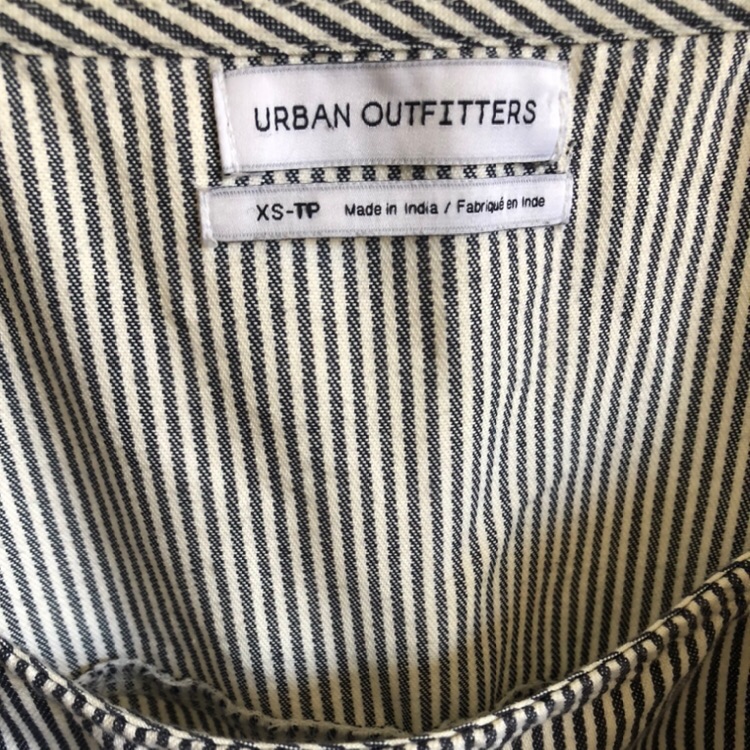 URBAN OUTFITTERS
XS-TP Made in India / Fabriqué en Inde